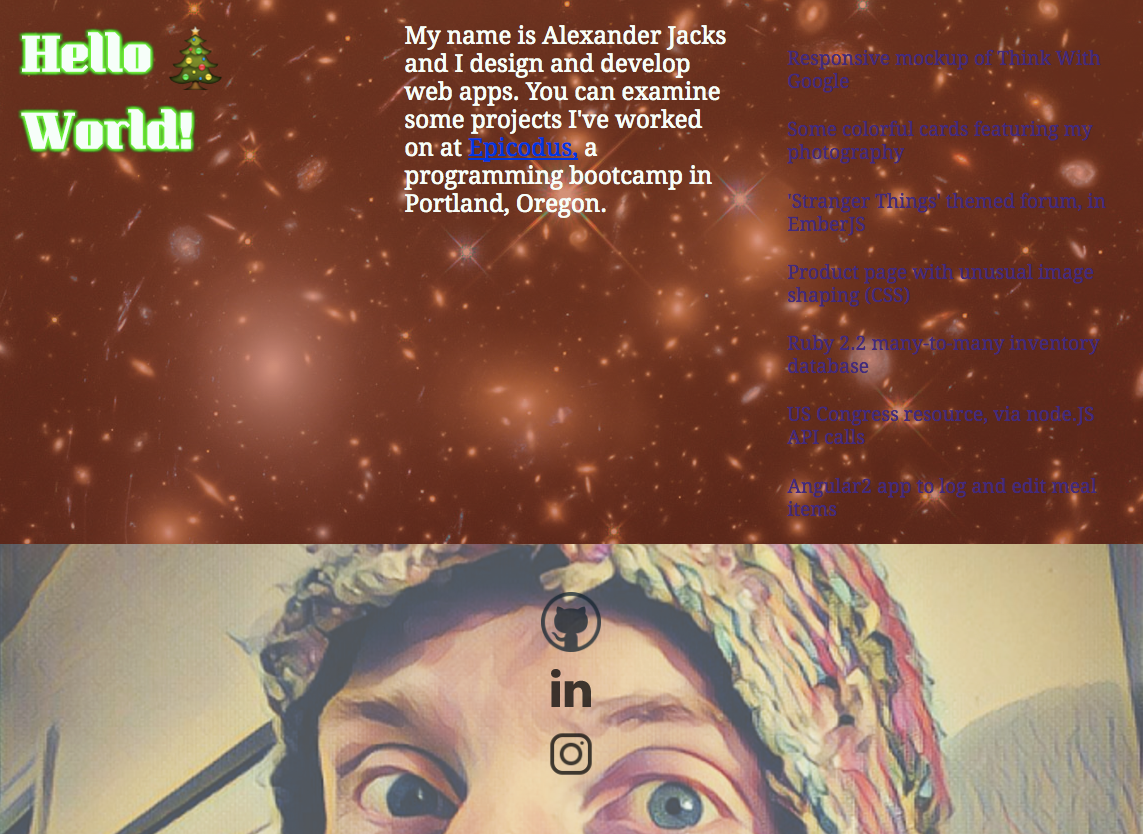 Hello 🎄
World!
My name is Alexander Jacks
and I design and develop
web apps. You can examine
some projects I've worked
on at Epicodus, a
programming bootcamp in
Portland, Oregon.
Responsive mockup of Think With
Google
Some colorful cards featuring my
photography
'Stranger Things' themed forum, in
EmberJS
Product page with unusual image
shaping (CSS)
Ruby 2.2 many-to-many inventory
database
US Congress resource, via node.JS
API calls
Angular2 app to log and edit meal
items
in